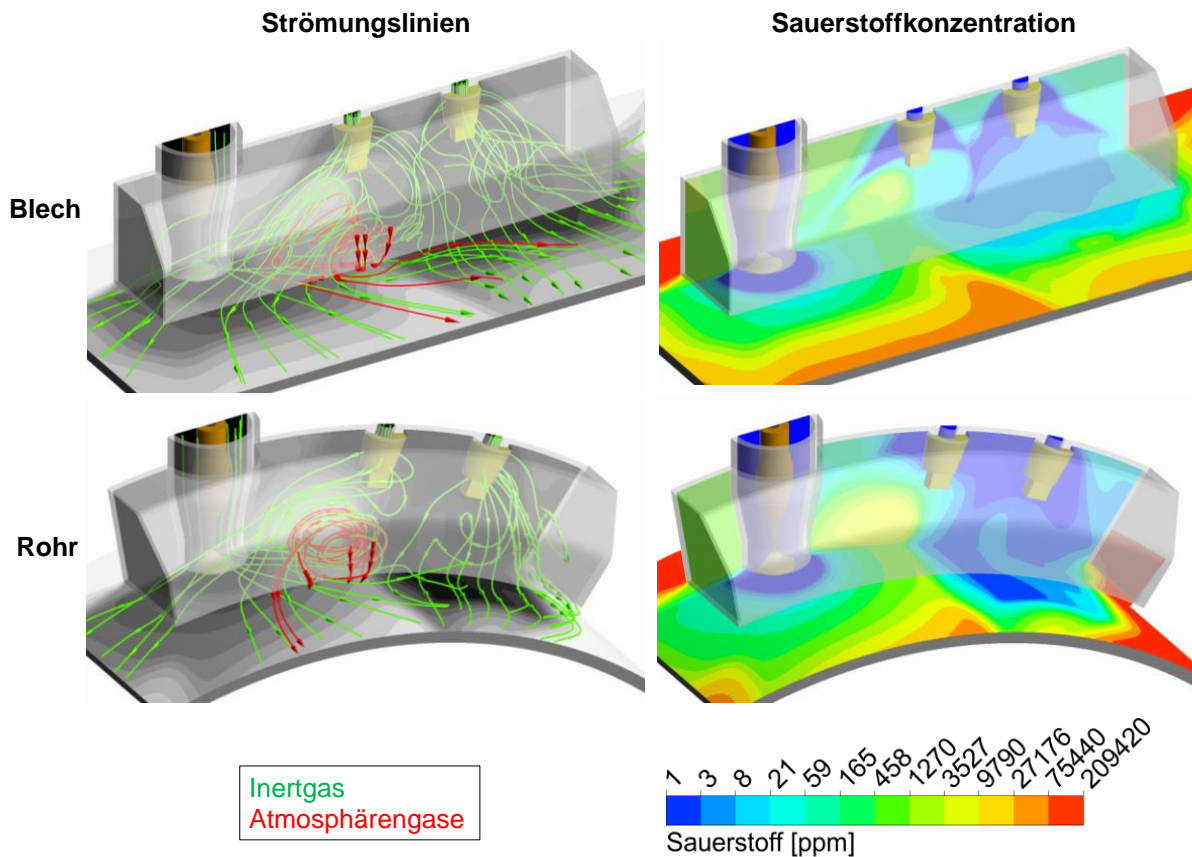 Strömungslinien
Sauerstoffkonzentration
Blech
Rohr
Inertgas
Atmosphärengase
1 3 8 21 59 165 458 1270 3527 9790 27176 75440 209420
Sauerstoff [ppm]